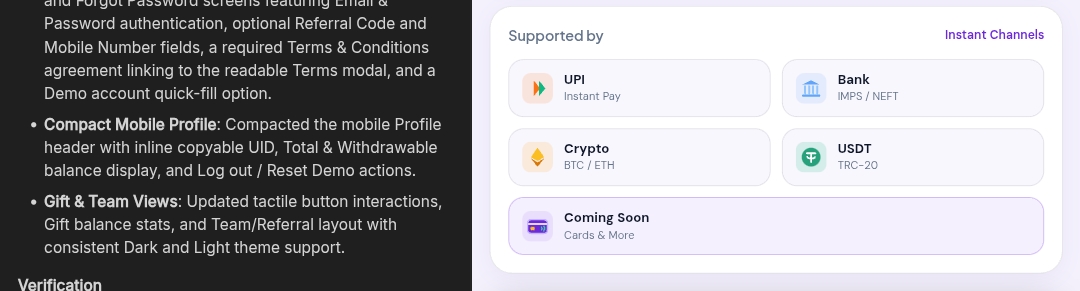 and Forgot Password screens featuring Email &
Password authentication, optional Referral Code and
Mobile Number fields, a required Terms & Conditions
agreement linking to the readable Terms modal, and a
Demo account quick-fill option.
• Compact Mobile Profile: Compacted the mobile Profile
header with inline copyable UID, Total & Withdrawable
balance display, and Log out / Reset Demo actions.
• Gift & Team Views: Updated tactile button interactions,
Gift balance stats, and Team/Referral layout with
consistent Dark and Light theme support.
Verification
Supported by
Instant Channels
UPI
Instant Pay
Bank
IMPS / NEFT
Crypto
BTC / ETH
USDT
TRC-20
Coming Soon
Cards & More